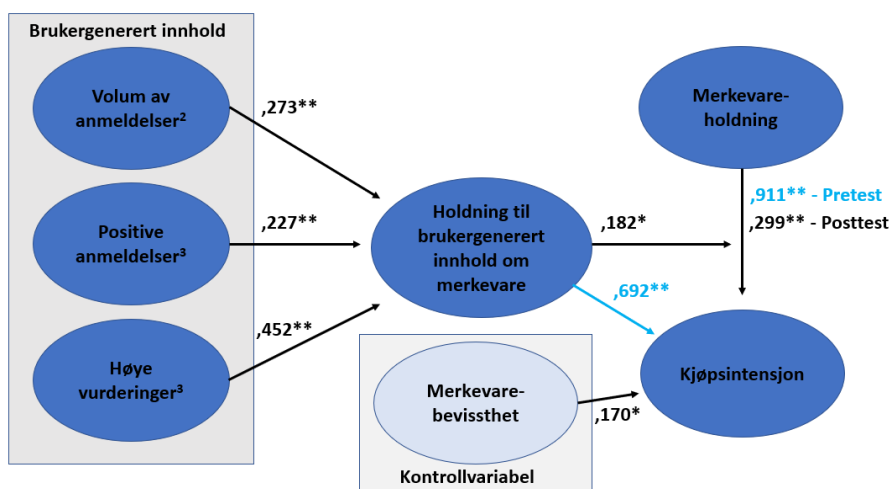 Brukergenerert innhold
Volum av
anmeldelser²
,273**
Positive
anmeldelser³
,227**
Høye
vurderinger³
,452**
Holdning til
brukergenerert
innhold om
merkevare
,182*
,692**
Merkevare-
holdning
,911** - Pretest
,299** - Posttest
Kjøpsintensjon
Merkevare-
bevissthet
,170*
Kontrollvariabel